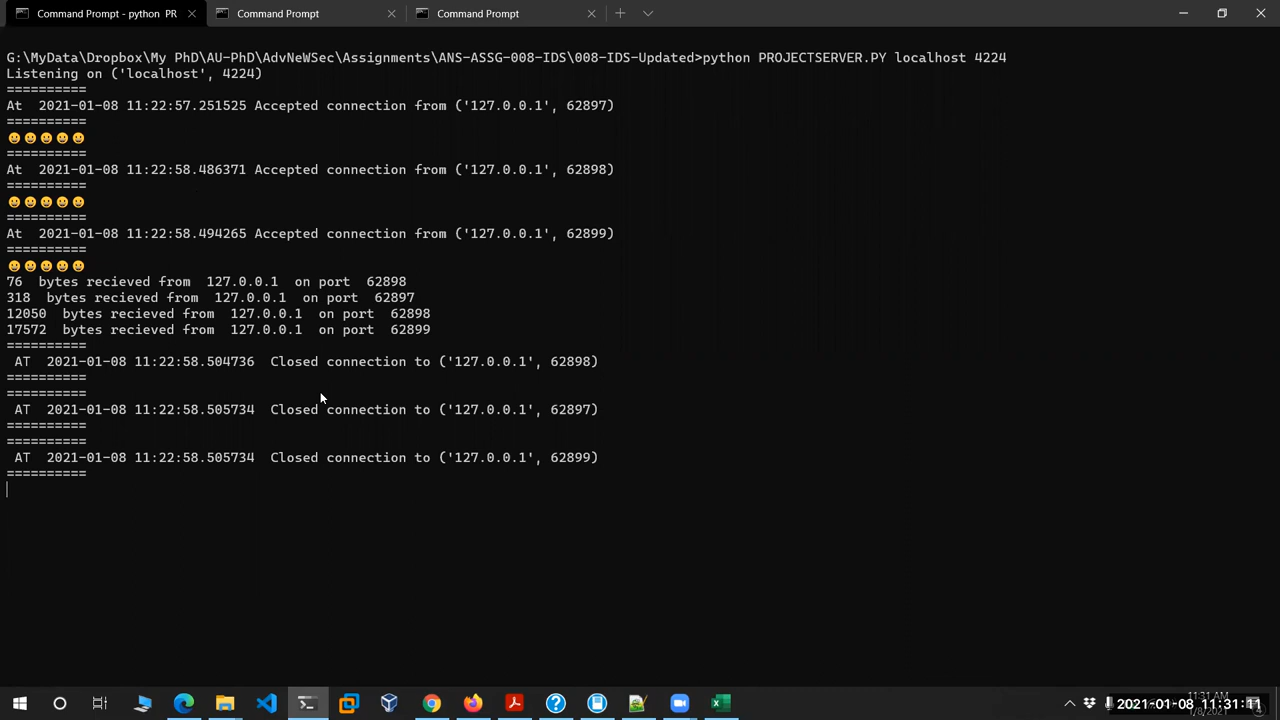 Command Prompt - python PR
Command Prompt
Command Prompt
G:\MyData\Dropbox\My PhD\AU-PhD\AdvNeWSec\Assignments\ANS-ASSG-008-IDS\008-IDS-Updated>python PROJECTSERVER.PY localhost 4224
Listening on ('localhost', 4224)
==========
At  2021-01-08 11:22:57.251525 Accepted connection from ('127.0.0.1', 62897)
==========
😀😀😀😀😀
==========
At  2021-01-08 11:22:58.486371 Accepted connection from ('127.0.0.1', 62898)
==========
😀😀😀😀😀
==========
At  2021-01-08 11:22:58.494265 Accepted connection from ('127.0.0.1', 62899)
==========
😀😀😀😀😀
76  bytes recieved from  127.0.0.1  on port  62898
318  bytes recieved from  127.0.0.1  on port  62897
12050  bytes recieved from  127.0.0.1  on port  62898
17572  bytes recieved from  127.0.0.1  on port  62899
==========
 AT  2021-01-08 11:22:58.504736  Closed connection to ('127.0.0.1', 62898)
==========
==========
 AT  2021-01-08 11:22:58.505734  Closed connection to ('127.0.0.1', 62897)
==========
==========
 AT  2021-01-08 11:22:58.505734  Closed connection to ('127.0.0.1', 62899)
==========
11:31 AM
2021-01-08 11:31:11
1/8/2021